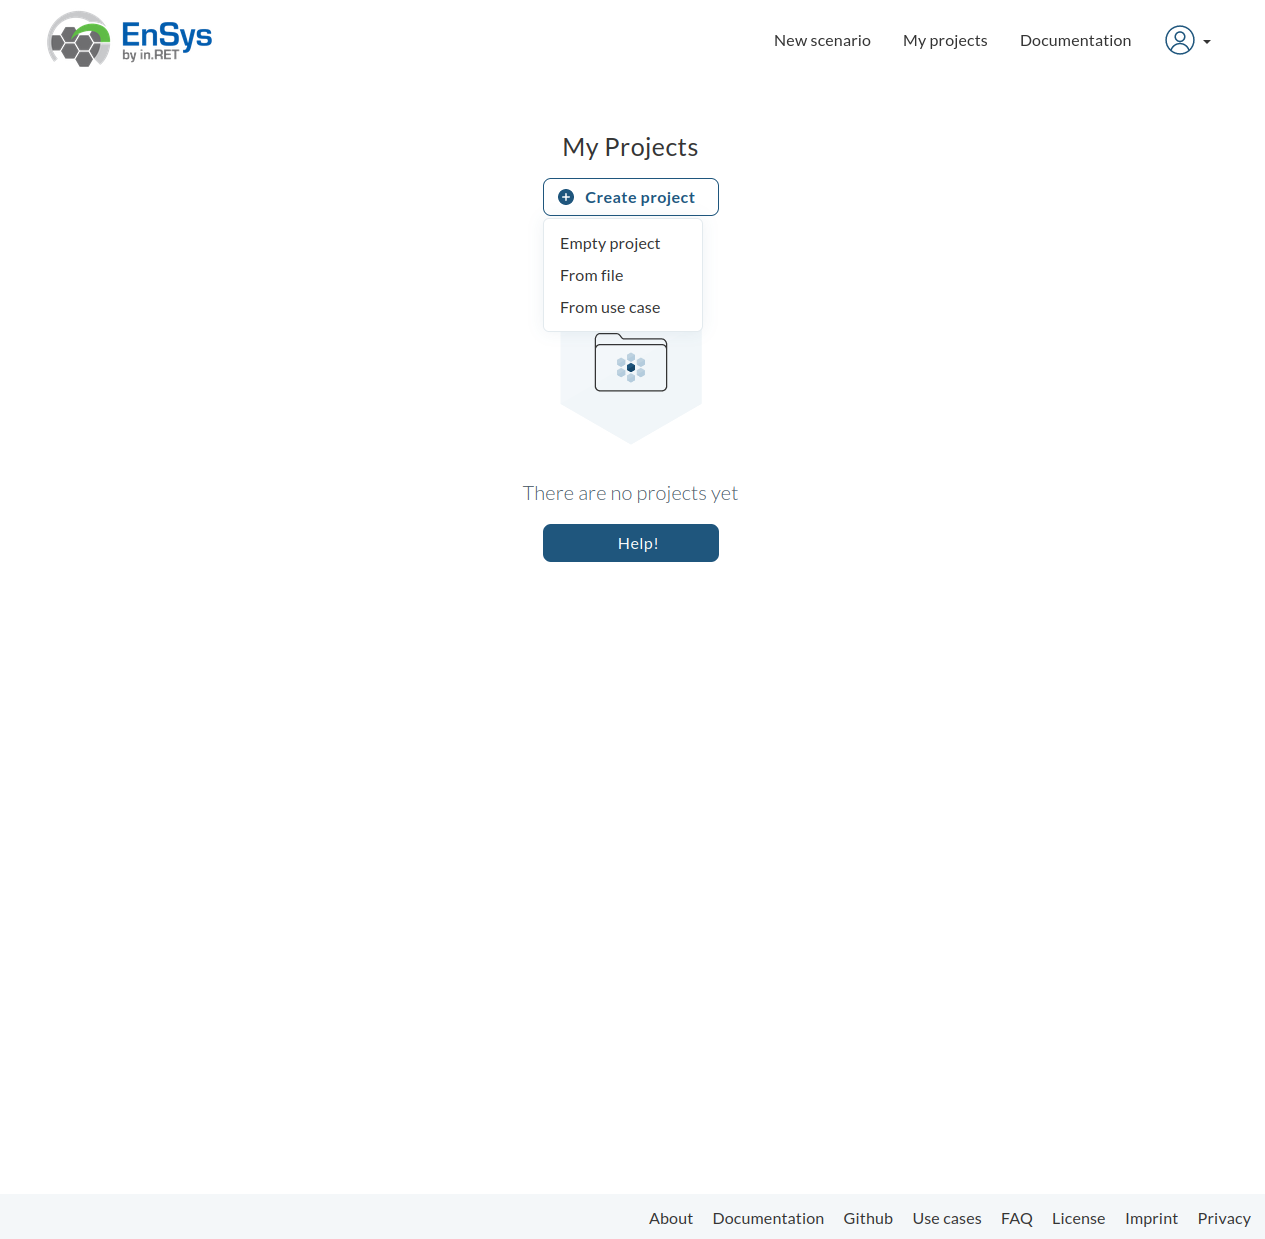 EnSys
by in.RET
New scenario My projects Documentation
My Projects
Create project
Empty project
From file
From use case
There are no projects yet
Help!
About Documentation Github Use cases FAQ License Imprint Privacy